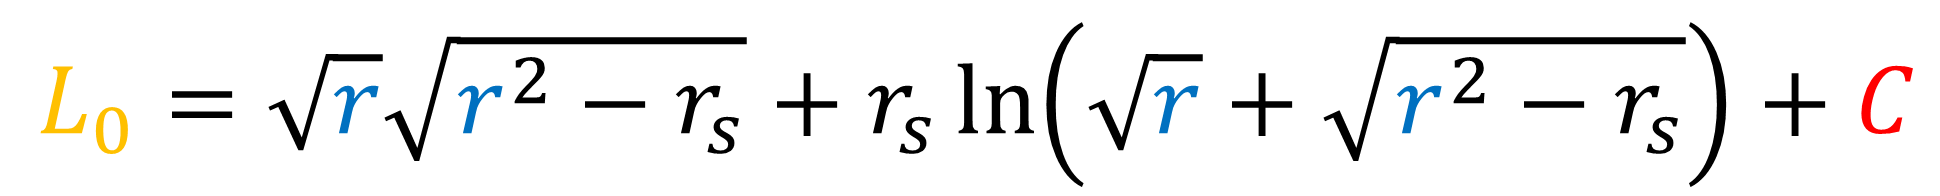 L₀ = √r √(r² − rₛ) + rₛ ln(√r + √(r² − rₛ)) + C